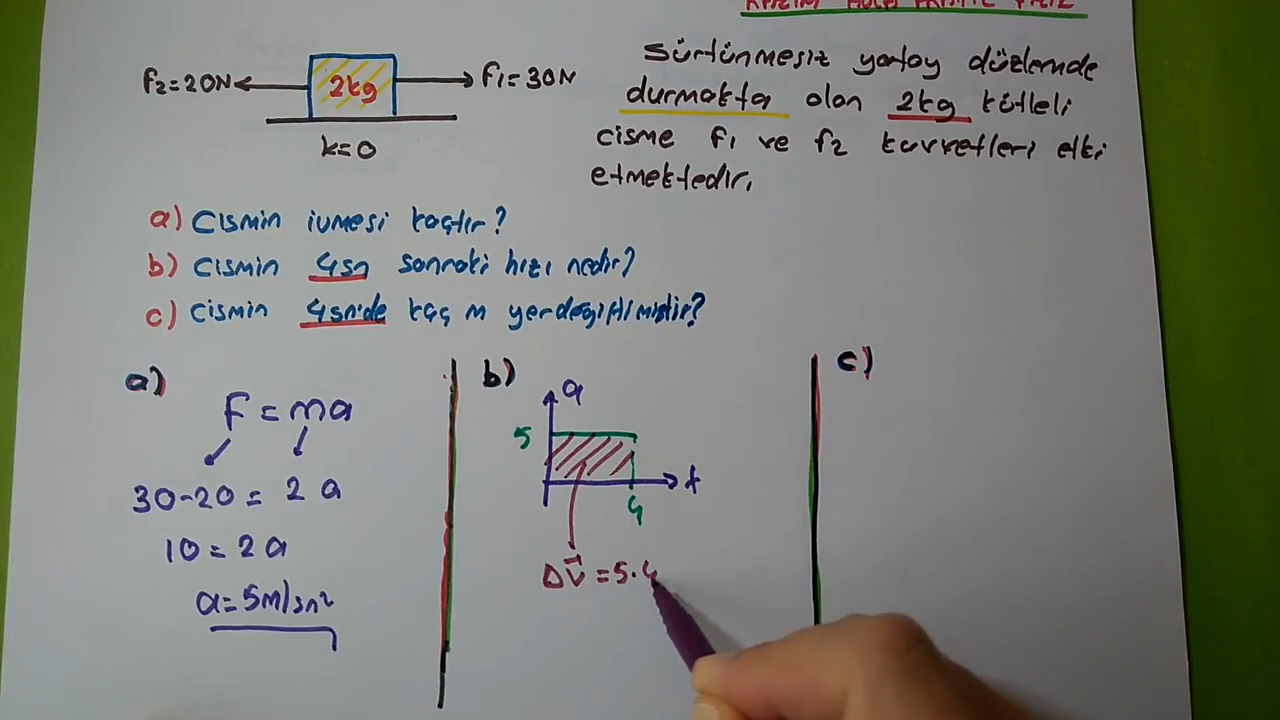 F2=20N
2kg
F1=30N
k=0
Sürtünmesiz yatay düzlemde
durmakta olan 2kg kütleli
cisme F1 ve F2 kuvvetleri etki
etmektedir.
a) Cismin ivmesi kaçtır?
b) Cismin 4sn sonraki hızı nedir?
c) Cismin 4sn'de kaç m yerdeğiştirmiştir?
a)
F = ma
30-20 = 2 a
10 = 2 a
a = 5m/sn²
b)
a
5
t
4
ΔV⃗ = 5.4
c)